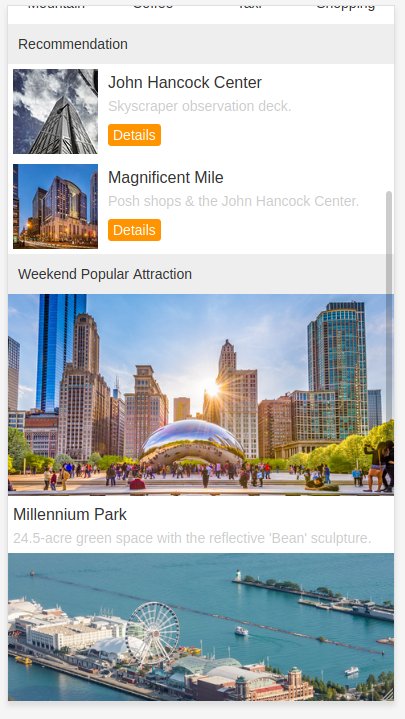 Mountain Coffee Taxi Shopping
Recommendation
John Hancock Center
Skyscraper observation deck.
Details
Magnificent Mile
Posh shops & the John Hancock Center.
Details
Weekend Popular Attraction
Millennium Park
24.5-acre green space with the reflective 'Bean' sculpture.